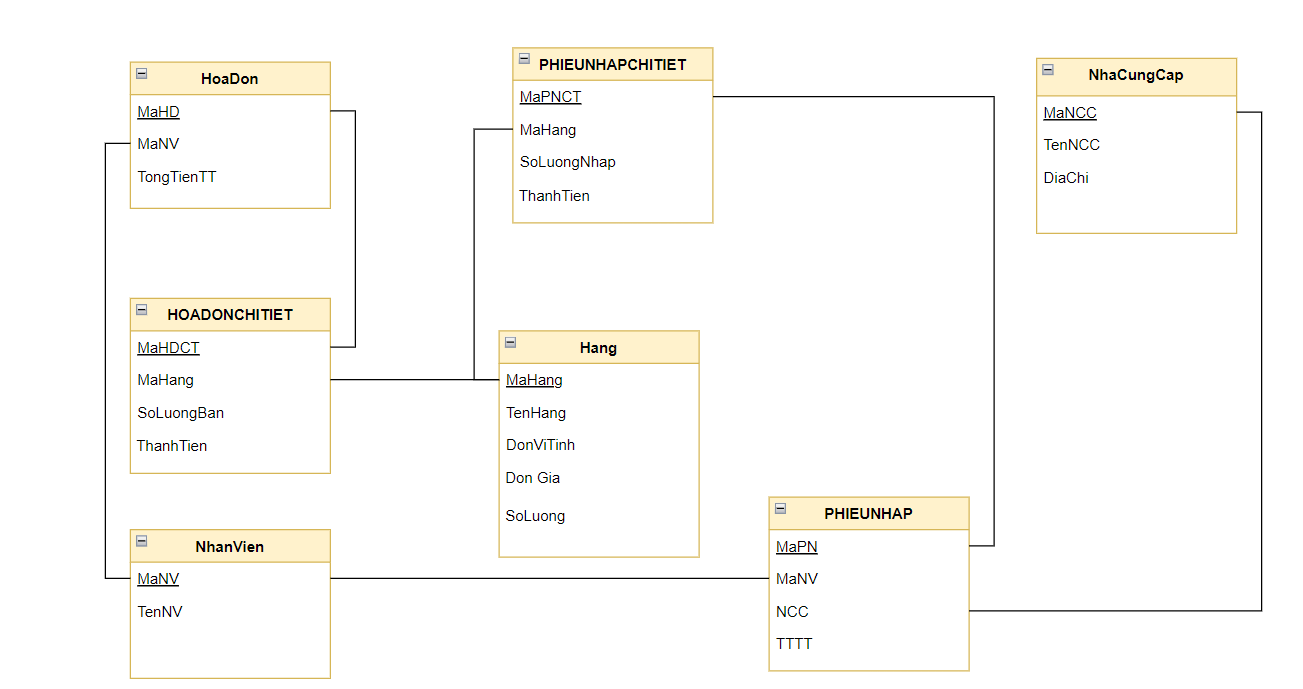 HoaDon
MaHD
MaNV
TongTienTT
PHIEUNHAPCHITIET
MaPNCT
MaHang
SoLuongNhap
ThanhTien
NhaCungCap
MaNCC
TenNCC
DiaChi
HOADONCHITIET
MaHDCT
MaHang
SoLuongBan
ThanhTien
Hang
MaHang
TenHang
DonViTinh
Don Gia
SoLuong
NhanVien
MaNV
TenNV
PHIEUNHAP
MaPN
MaNV
NCC
TTTT